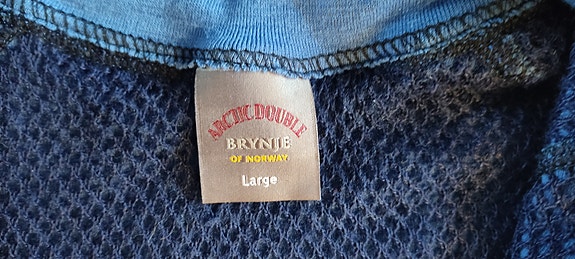 ARCTIC DOUBLE
BRYNJE
OF NORWAY
Large